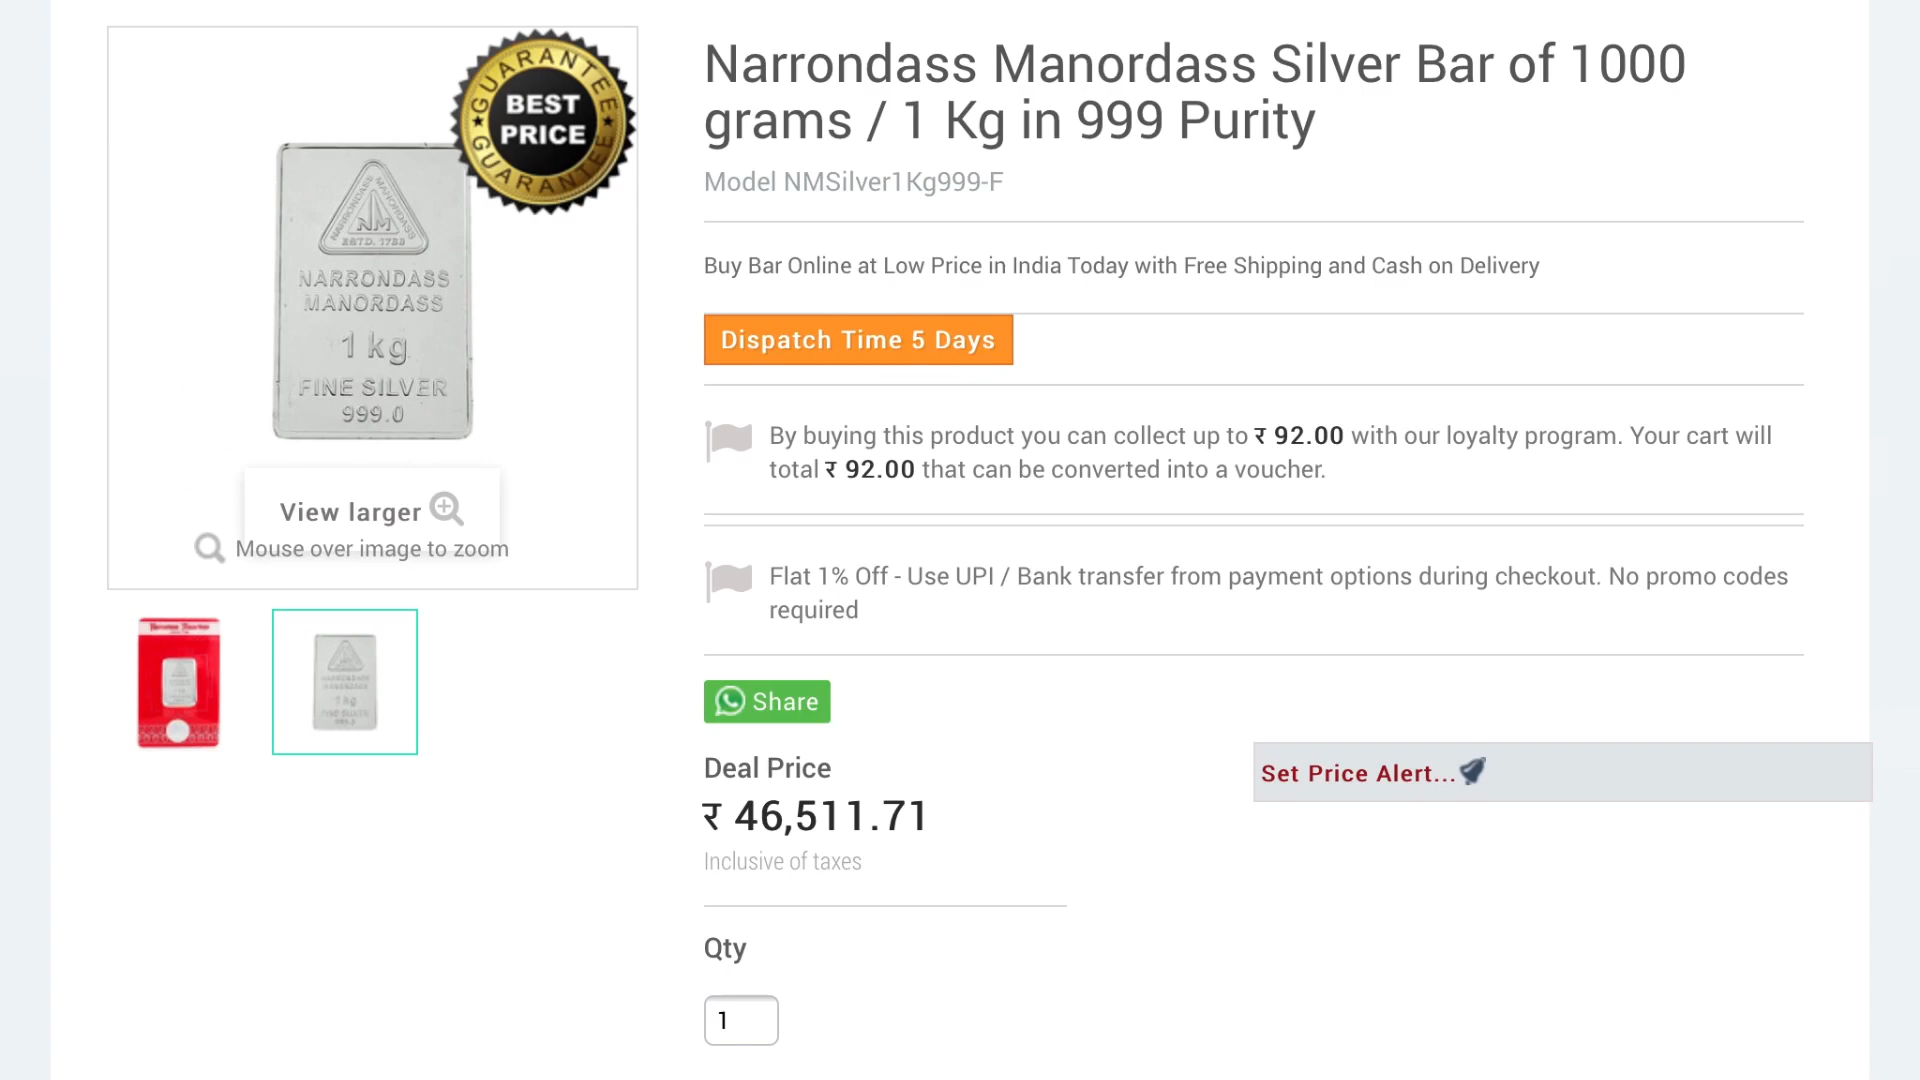 GUARANTEE
BEST
PRICE
GUARANTEE
NARRONDASS MANORDASS
NM
ESTD. 1733
NARRONDASS
MANORDASS
1 kg
FINE SILVER
999.0
View larger
Mouse over image to zoom
Narrondass Manordass Silver Bar of 1000
grams / 1 Kg in 999 Purity
Model NMSilver1Kg999-F
Buy Bar Online at Low Price in India Today with Free Shipping and Cash on Delivery
Dispatch Time 5 Days
By buying this product you can collect up to ₹ 92.00 with our loyalty program. Your cart will
total ₹ 92.00 that can be converted into a voucher.
Flat 1% Off - Use UPI / Bank transfer from payment options during checkout. No promo codes
required
Share
Deal Price
Set Price Alert...
₹ 46,511.71
Inclusive of taxes
Qty
1